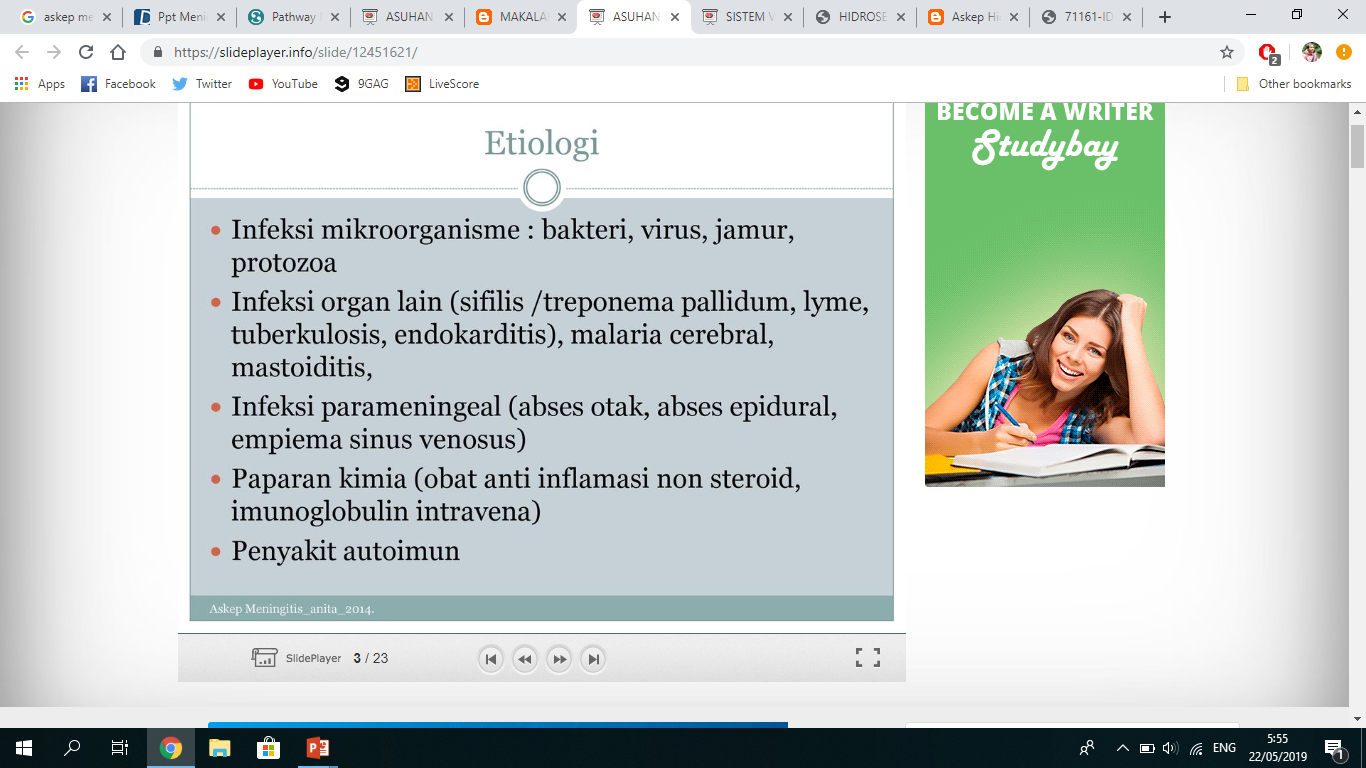 askep me
Ppt Meni
Pathway
ASUHAN
MAKALA
ASUHAN
SISTEM V
HIDROSE
Askep Hi
71161-ID
https://slideplayer.info/slide/12451621/
2
Apps
Facebook
Twitter
YouTube
9GAG
LiveScore
Other bookmarks
Etiologi
Infeksi mikroorganisme : bakteri, virus, jamur,
protozoa
Infeksi organ lain (sifilis /treponema pallidum, lyme,
tuberkulosis, endokarditis), malaria cerebral,
mastoiditis,
Infeksi parameningeal (abses otak, abses epidural,
empiema sinus venosus)
Paparan kimia (obat anti inflamasi non steroid,
imunoglobulin intravena)
Penyakit autoimun
Askep Meningitis_anita_2014.
SlidePlayer 3 / 23
BECOME A WRITER
Studybay
ENG
5:55
22/05/2019
1